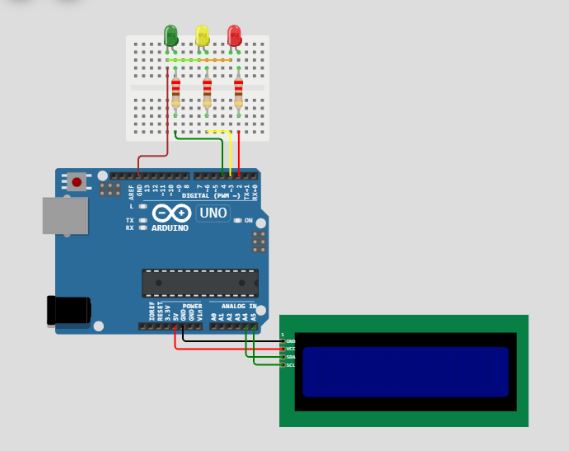 AREF
GND
13
12
~11
~10
~9
8
7
~6
~5
4
~3
2
TX→1
RX←0
DIGITAL (PWM ~)
L
TX
RX
ARDUINO
UNO
ON
IOREF
RESET
3.3V
5V
GND
GND
Vin
POWER
ANALOG IN
A0
A1
A2
A3
A4
A5
1
GND
VCC
SDA
SCL